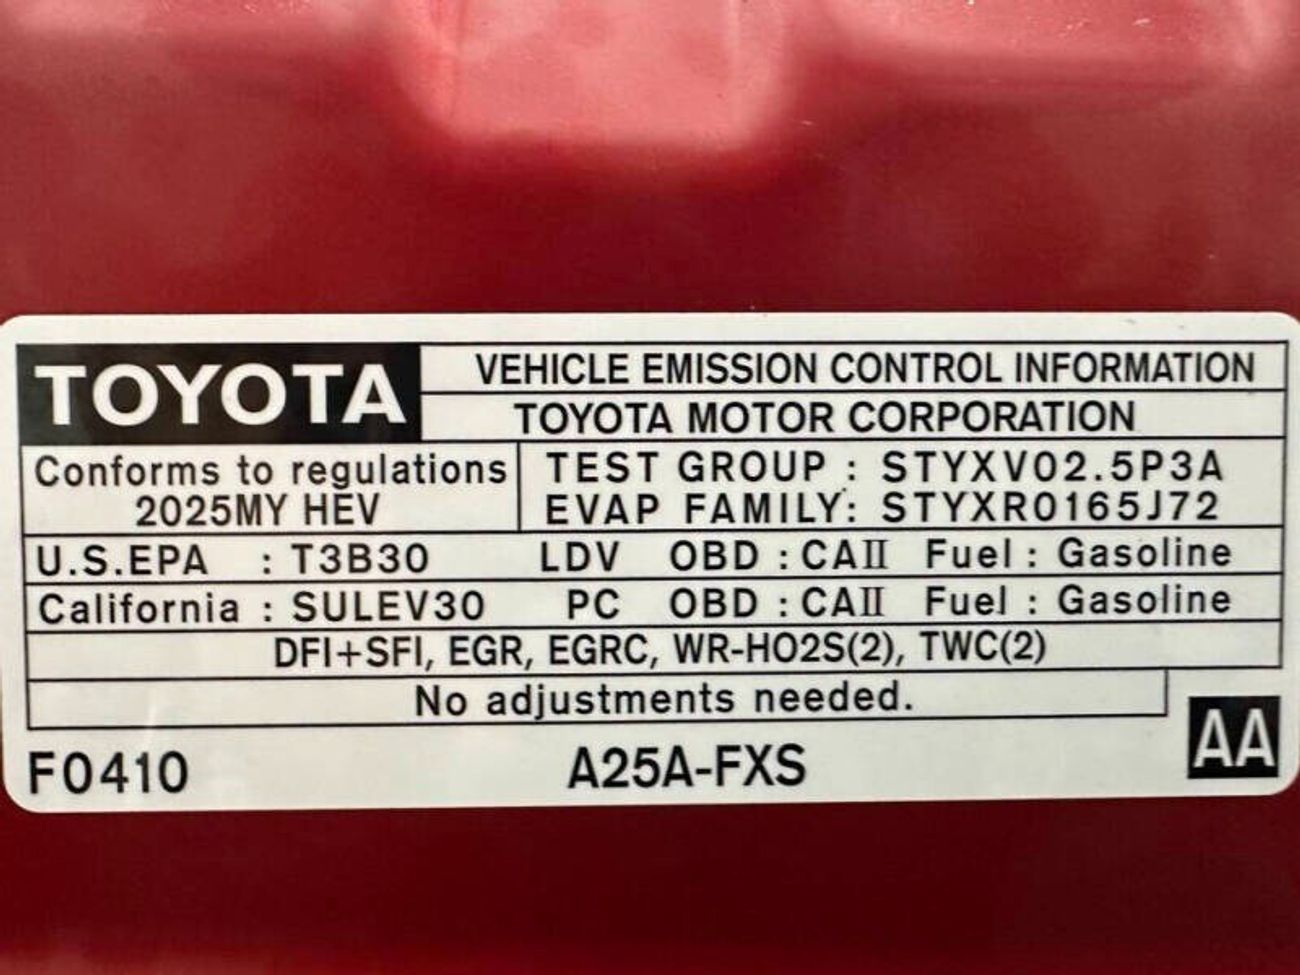 TOYOTA
VEHICLE EMISSION CONTROL INFORMATION
TOYOTA MOTOR CORPORATION
Conforms to regulations
2025MY HEV
TEST GROUP : STYXV02.5P3A
EVAP FAMILY: STYXR0165J72
U.S.EPA : T3B30 LDV OBD : CAII Fuel : Gasoline
California : SULEV30 PC OBD : CAII Fuel : Gasoline
DFI+SFI, EGR, EGRC, WR-HO2S(2), TWC(2)
No adjustments needed.
AA
F0410 A25A-FXS